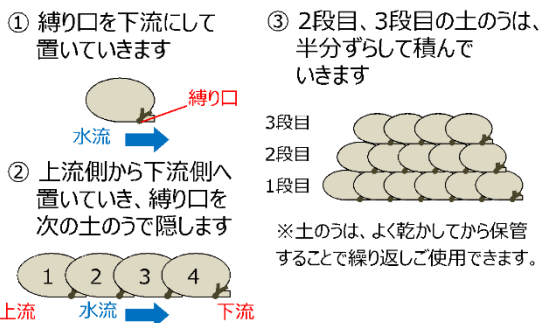 ① 縛り口を下流にして
置いていきます
縛り口
水流
② 上流側から下流側へ
置いていき、縛り口を
次の土のうで隠します
1 2 3 4
上流 水流 下流
③ 2段目、3段目の土のうは、
半分ずらして積んで
いきます
3段目
2段目
1段目
※土のうは、よく乾かしてから保管
することで繰り返しご使用できます。